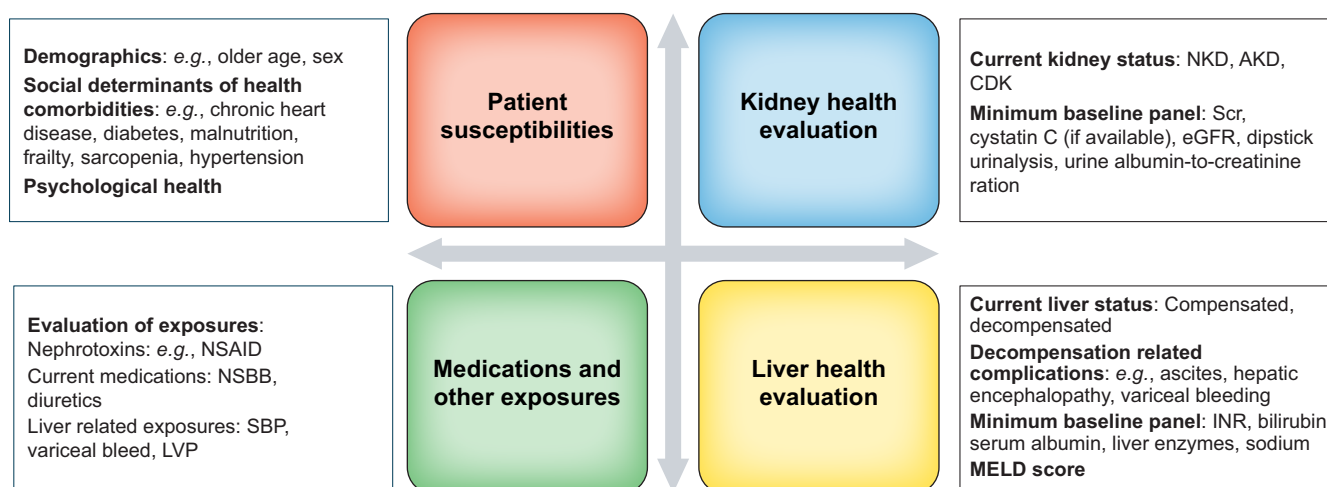 Demographics: e.g., older age, sex
Social determinants of health
comorbidities: e.g., chronic heart
disease, diabetes, malnutrition,
frailty, sarcopenia, hypertension
Psychological health
Patient
susceptibilities
Kidney health
evaluation
Current kidney status: NKD, AKD,
CDK
Minimum baseline panel: Scr,
cystatin C (if available), eGFR, dipstick
urinalysis, urine albumin-to-creatinine
ration
Evaluation of exposures:
Nephrotoxins: e.g., NSAID
Current medications: NSBB,
diuretics
Liver related exposures: SBP,
variceal bleed, LVP
Medications and
other exposures
Liver health
evaluation
Current liver status: Compensated,
decompensated
Decompensation related
complications: e.g., ascites, hepatic
encephalopathy, variceal bleeding
Minimum baseline panel: INR, bilirubin
serum albumin, liver enzymes, sodium
MELD score